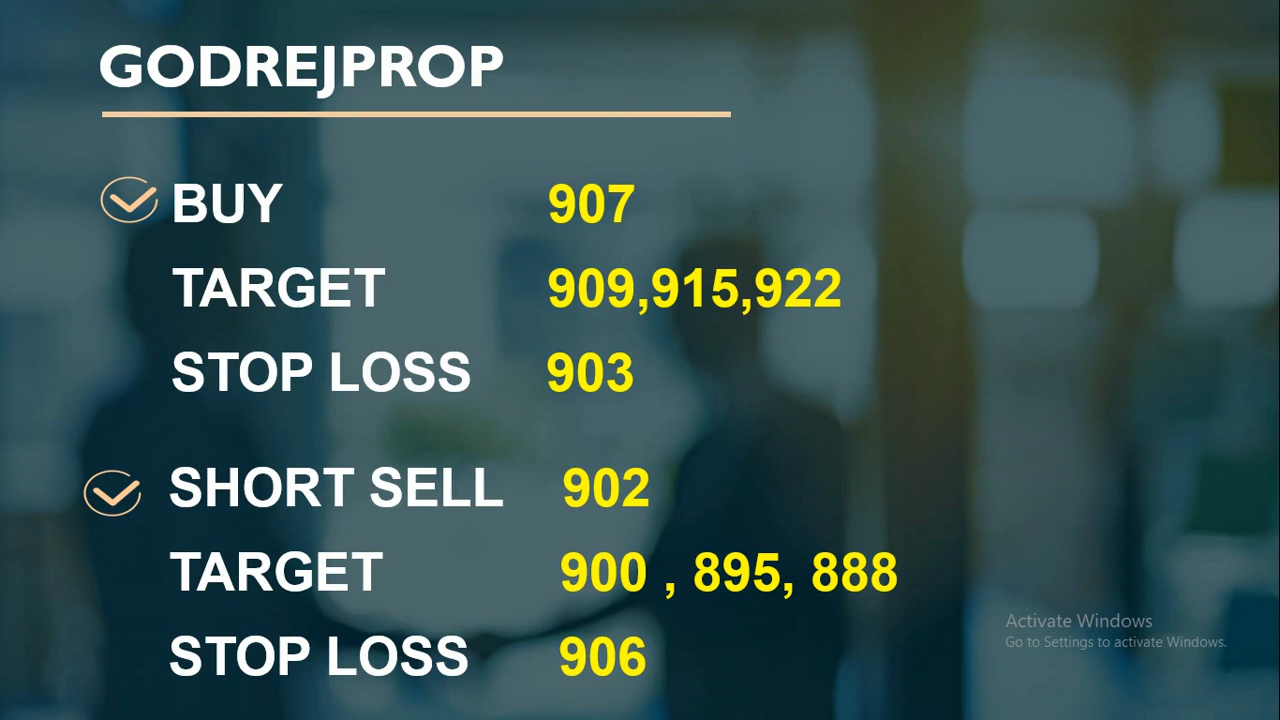 GODREJPROP
BUY 907
TARGET 909,915,922
STOP LOSS 903
SHORT SELL 902
TARGET 900 , 895, 888
STOP LOSS 906
Activate Windows
Go to Settings to activate Windows.